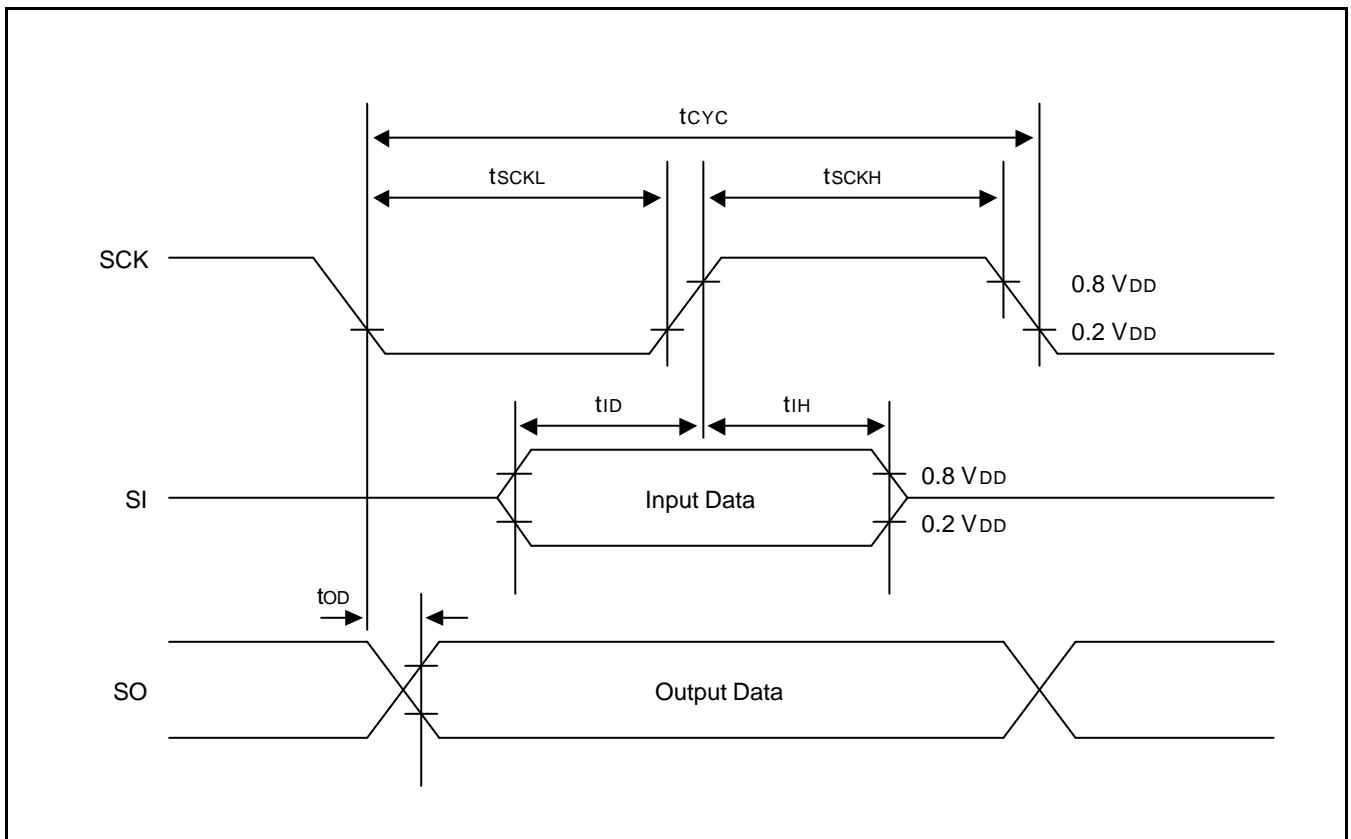 tCYC
tSCKL
tSCKH
SCK
0.8 VDD
0.2 VDD
tID
tIH
0.8 VDD
SI
Input Data
0.2 VDD
tOD
SO
Output Data